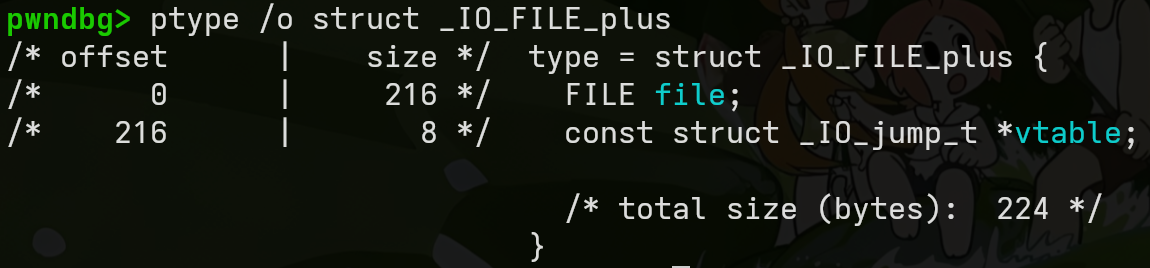 pwndbg> ptype /o struct _IO_FILE_plus
/* offset      |    size */  type = struct _IO_FILE_plus {
/*      0      |     216 */    FILE file;
/*    216      |       8 */    const struct _IO_jump_t *vtable;
/* total size (bytes):  224 */
}